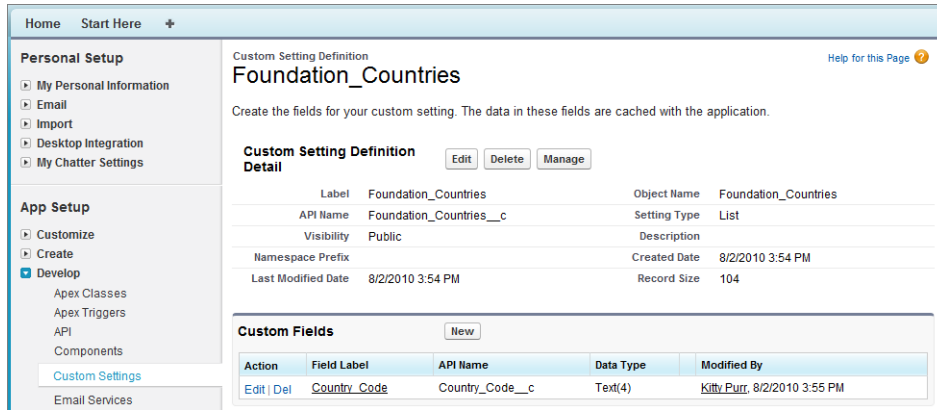 Home Start Here +
Personal Setup
My Personal Information
Email
Import
Desktop Integration
My Chatter Settings
App Setup
Customize
Create
Develop
Apex Classes
Apex Triggers
API
Components
Custom Settings
Email Services
Custom Setting Definition
Foundation_Countries
Help for this Page ?
Create the fields for your custom setting. The data in these fields are cached with the application.
Custom Setting Definition
Detail
Edit Delete Manage
Label Foundation_Countries Object Name Foundation_Countries
API Name Foundation_Countries__c Setting Type List
Visibility Public Description
Namespace Prefix Created Date 8/2/2010 3:54 PM
Last Modified Date 8/2/2010 3:54 PM Record Size 104
Custom Fields New
Action Field Label API Name Data Type Modified By
Edit | Del Country_Code Country_Code__c Text(4) Kitty Purr, 8/2/2010 3:55 PM